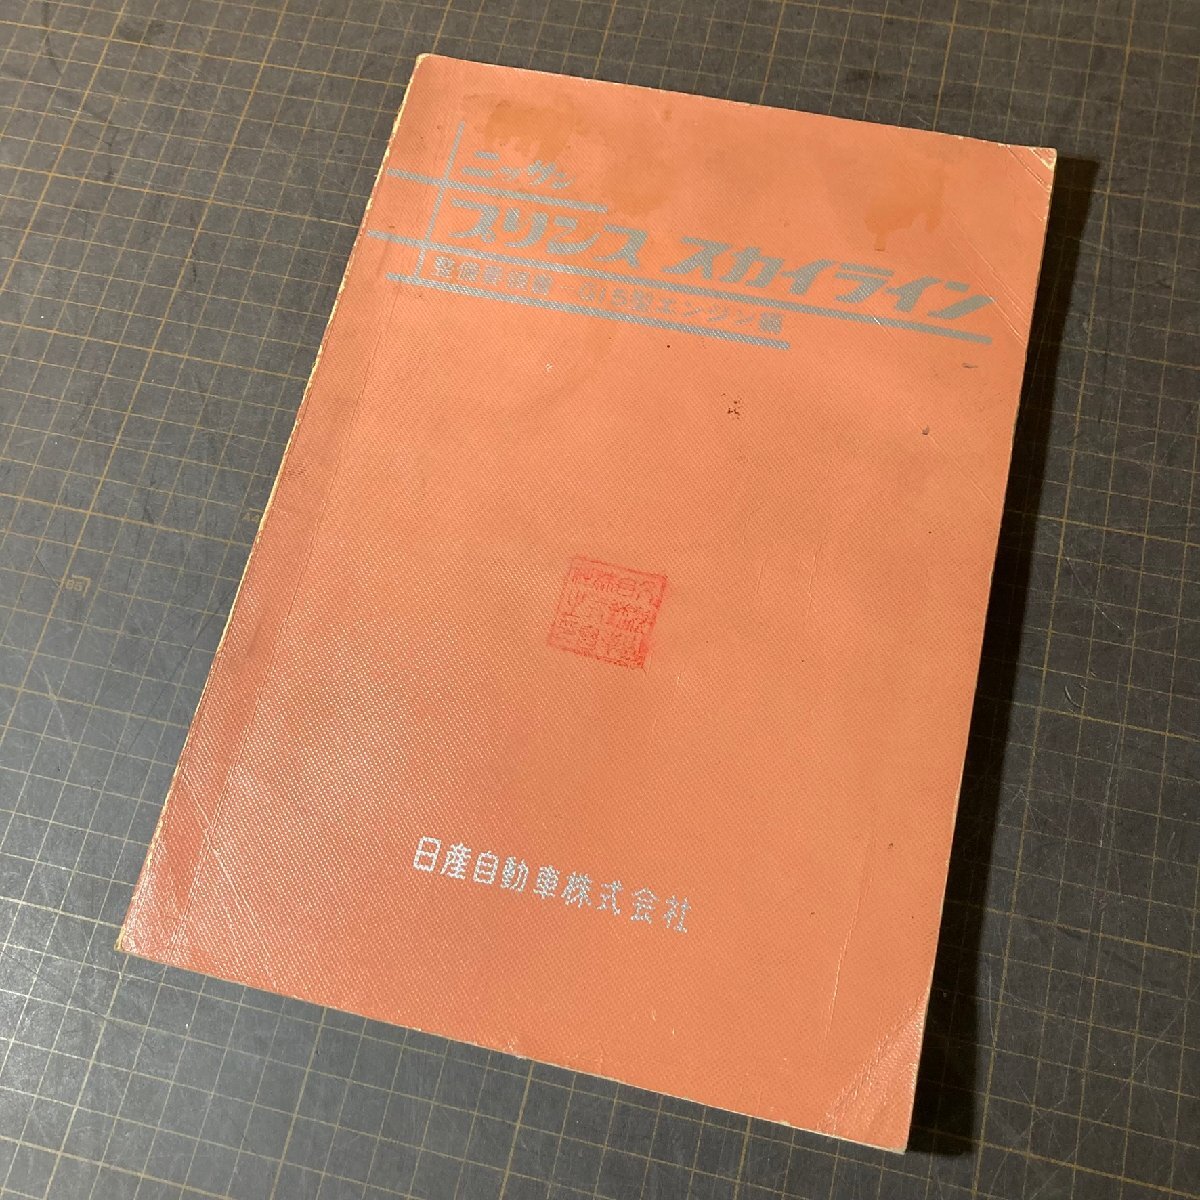 ニッサン
プリンス スカイライン
整備要領書・G15型エンジン編
日産自動車株式会社